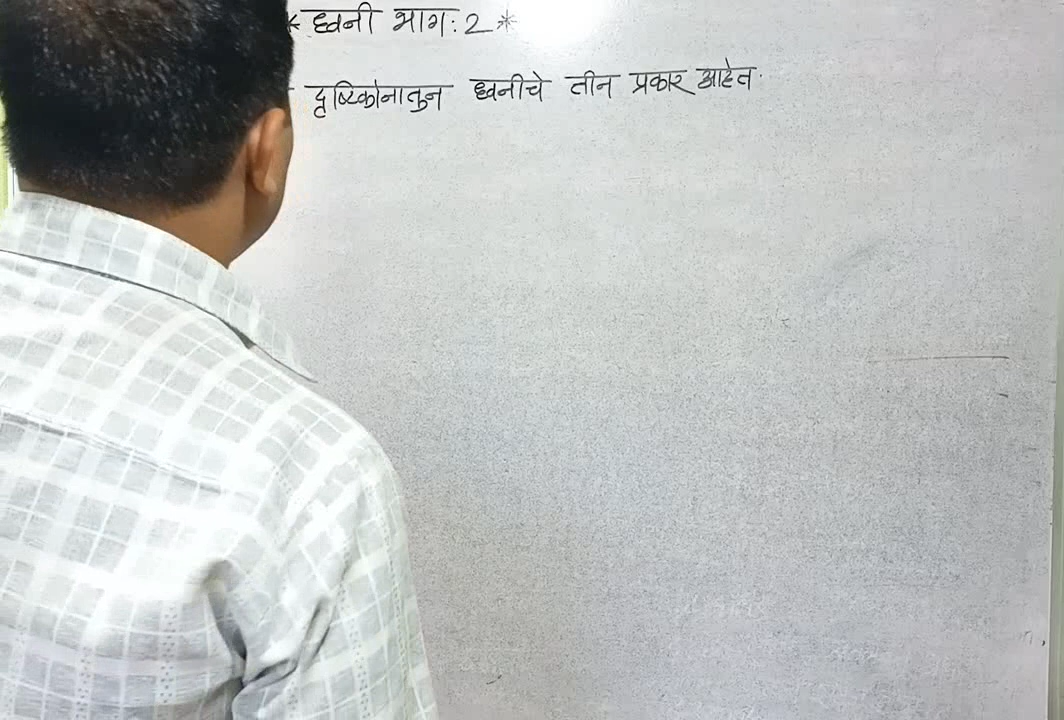 * ध्वनी भाग: 2 *
दृष्टिकोनातुन ध्वनीचे तीन प्रकार आहेत.